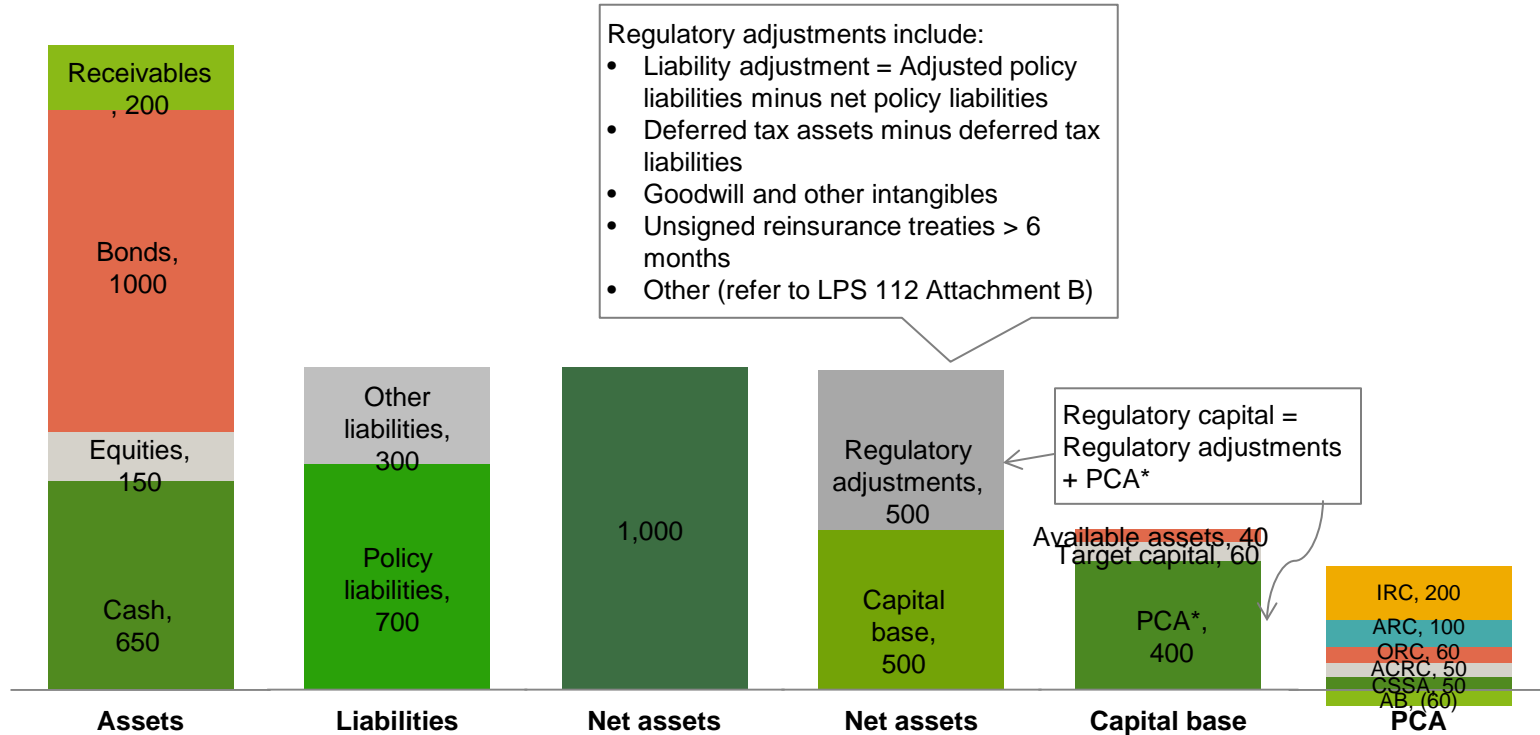 Regulatory adjustments include:
• Liability adjustment = Adjusted policy
liabilities minus net policy liabilities
• Deferred tax assets minus deferred tax
liabilities
• Goodwill and other intangibles
• Unsigned reinsurance treaties > 6
months
• Other (refer to LPS 112 Attachment B)
Receivables
, 200
Bonds,
1000
Equities,
150
Cash,
650
Other
liabilities,
300
Policy
liabilities,
700
1,000
Regulatory
adjustments,
500
Capital
base,
500
Regulatory capital =
Regulatory adjustments
+ PCA*
Available assets, 40
Target capital, 60
PCA*,
400
IRC, 200
ARC, 100
ORC, 60
ACRC, 50
CSSA, 50
AB, (60)
Assets
Liabilities
Net assets
Net assets
Capital base
PCA